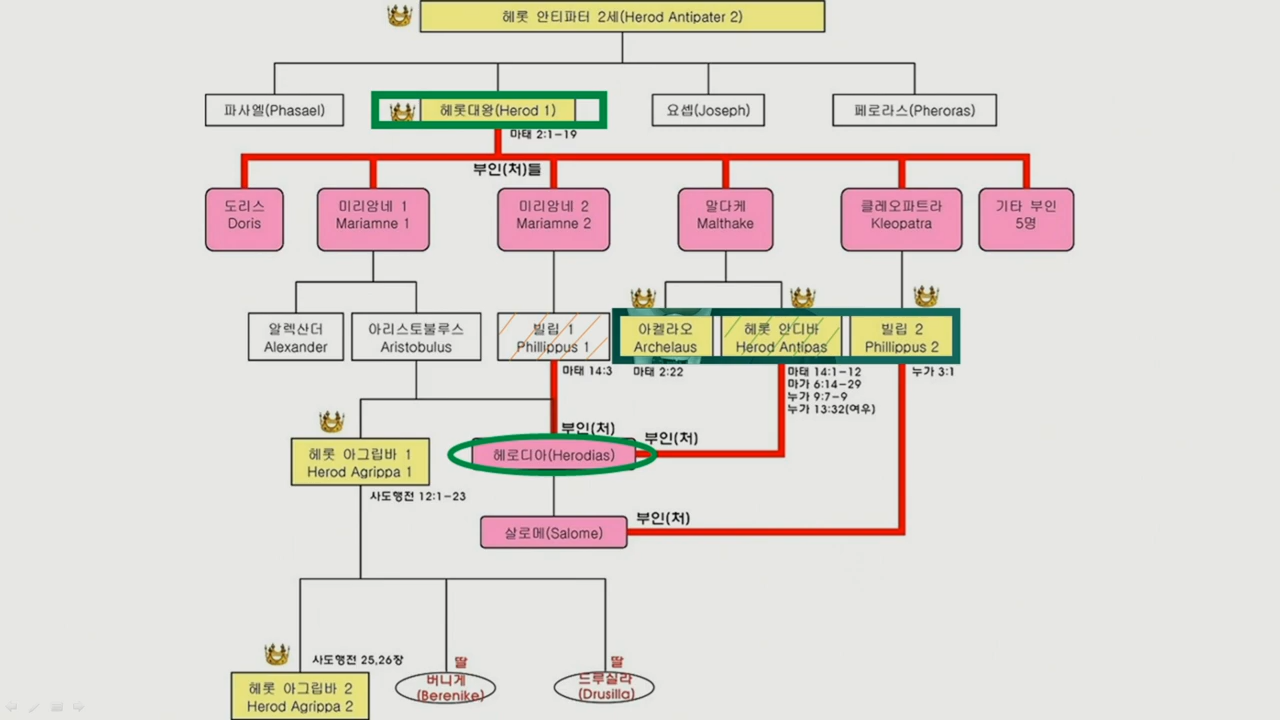 헤롯 안티파터 2세(Herod Antipater 2)
파사엘(Phasael)
헤롯대왕(Herod 1)
요셉(Joseph)
페로라스(Pheroras)
마태 2:1-19
부인(처)들
도리스
Doris
미리암네 1
Mariamne 1
미리암네 2
Mariamne 2
말다케
Malthake
클레오파트라
Kleopatra
기타 부인
5명
알렉산더
Alexander
아리스토불루스
Aristobulus
빌립 1
Phillippus 1
아켈라오
Archelaus
헤롯 안디바
Herod Antipas
빌립 2
Phillippus 2
마태 14:3
마태 2:22
마태 14:1-12
마가 6:14-29
누가 9:7-9
누가 13:32(여우)
누가 3:1
부인(처)
부인(처)
헤롯 아그립바 1
Herod Agrippa 1
헤로디아(Herodias)
사도행전 12:1-23
부인(처)
살로메(Salome)
사도행전 25,26장
딸
딸
헤롯 아그립바 2
Herod Agrippa 2
버니게
(Berenike)
드루실라
(Drusilla)